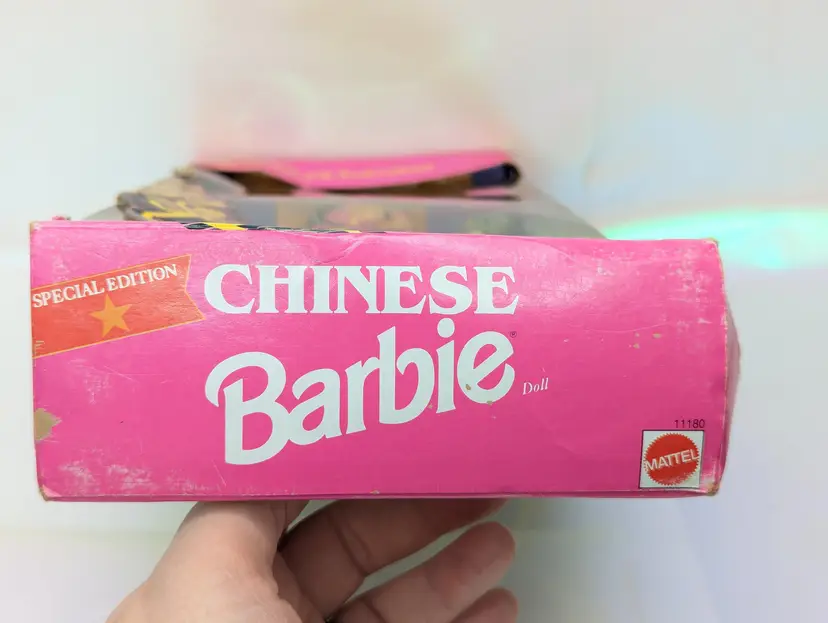 SPECIAL EDITION
CHINESE
Barbie®
Doll
11180
MATTEL